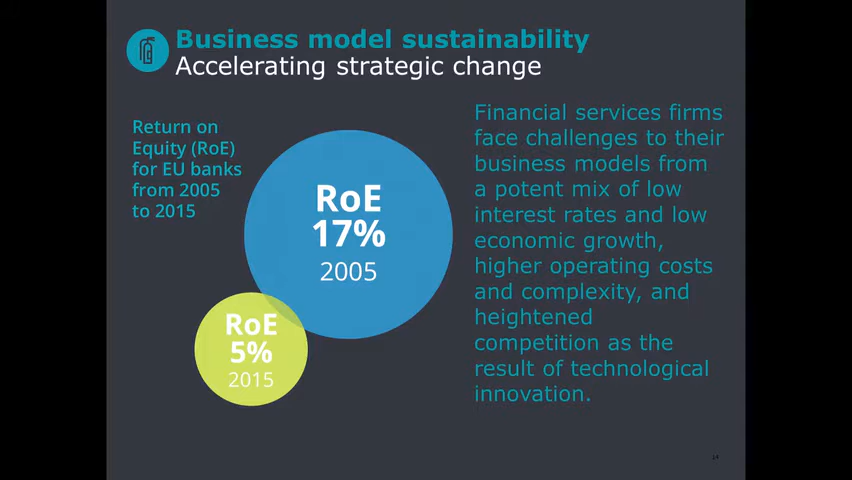 Business model sustainability
Accelerating strategic change
Return on
Equity (RoE)
for EU banks
from 2005
to 2015
RoE
17%
2005
RoE
5%
2015
Financial services firms
face challenges to their
business models from
a potent mix of low
interest rates and low
economic growth,
higher operating costs
and complexity, and
heightened
competition as the
result of technological
innovation.